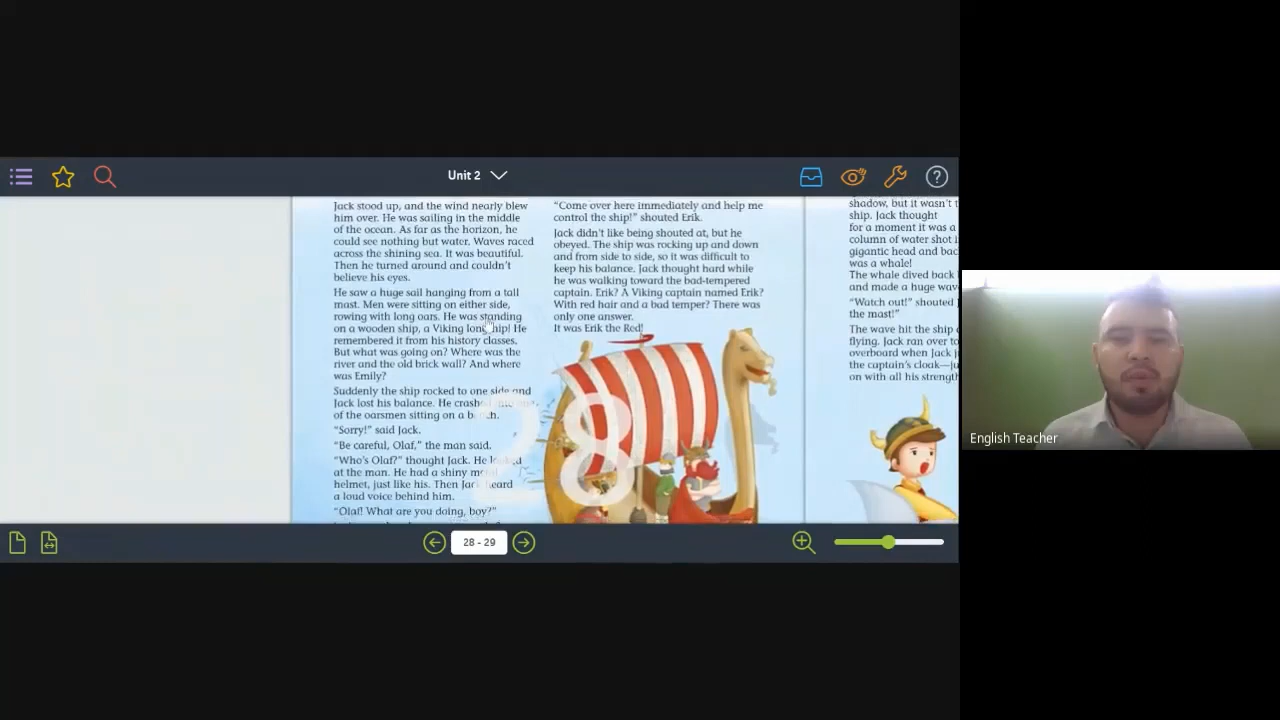 Unit 2
Jack stood up, and the wind nearly blew
him over. He was sailing in the middle
of the ocean. As far as the horizon, he
could see nothing but water. Waves raced
across the shining sea. It was beautiful.
Then he turned around and couldn't
believe his eyes.
He saw a huge sail hanging from a tall
mast. Men were sitting on either side,
rowing with long oars. He was standing
on a wooden ship, a Viking longship! He
remembered it from his history classes.
But what was going on? Where was the
river and the old brick wall? And where
was Emily?
Suddenly the ship rocked to one side and
Jack lost his balance. He crashed into one
of the oarsmen sitting on a bench.
"Sorry!" said Jack.
"Be careful, Olaf," the man said.
"Who's Olaf?" thought Jack. He looked
at the man. He had a shiny metal
helmet, just like his. Then Jack heard
a loud voice behind him.
"Olaf! What are you doing, boy?"
"Come over here immediately and help me
control the ship!" shouted Erik.
Jack didn't like being shouted at, but he
obeyed. The ship was rocking up and down
and from side to side, so it was difficult to
keep his balance. Jack thought hard while
he was walking toward the bad-tempered
captain. Erik? A Viking captain named Erik?
With red hair and a bad temper? There was
only one answer.
It was Erik the Red!
28
shadow, but it wasn't t
ship. Jack thought
for a moment it was a
column of water shot i
gigantic head and back
was a whale!
The whale dived back
and made a huge wav
"Watch out!" shouted J
the mast!"
The wave hit the ship
flying. Jack ran over to
overboard when Jack j
the captain's cloak—ju
on with all his strength
English Teacher
28 - 29